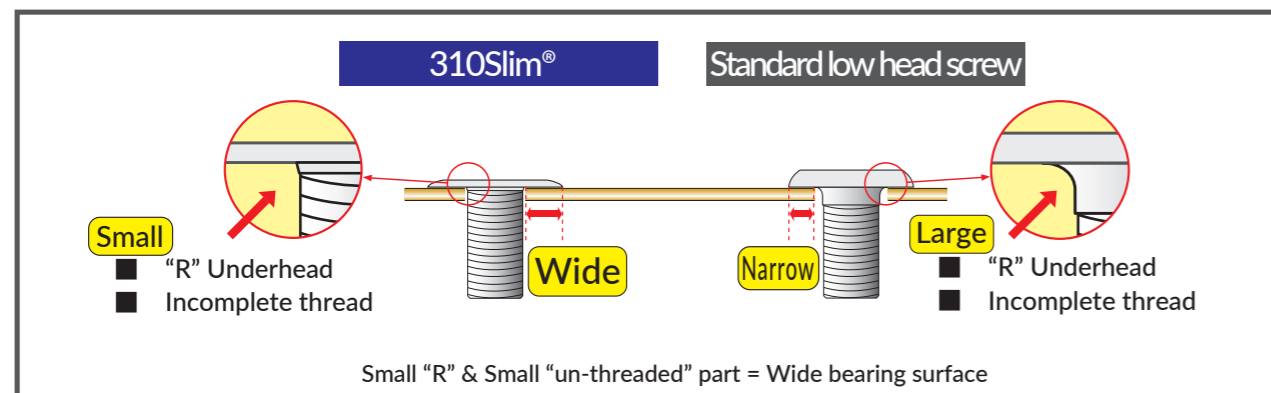 310Slim®
Standard low head screw
Small
■ “R” Underhead
■ Incomplete thread
Wide
Narrow
Large
■ “R” Underhead
■ Incomplete thread
Small “R” & Small “un-threaded” part = Wide bearing surface